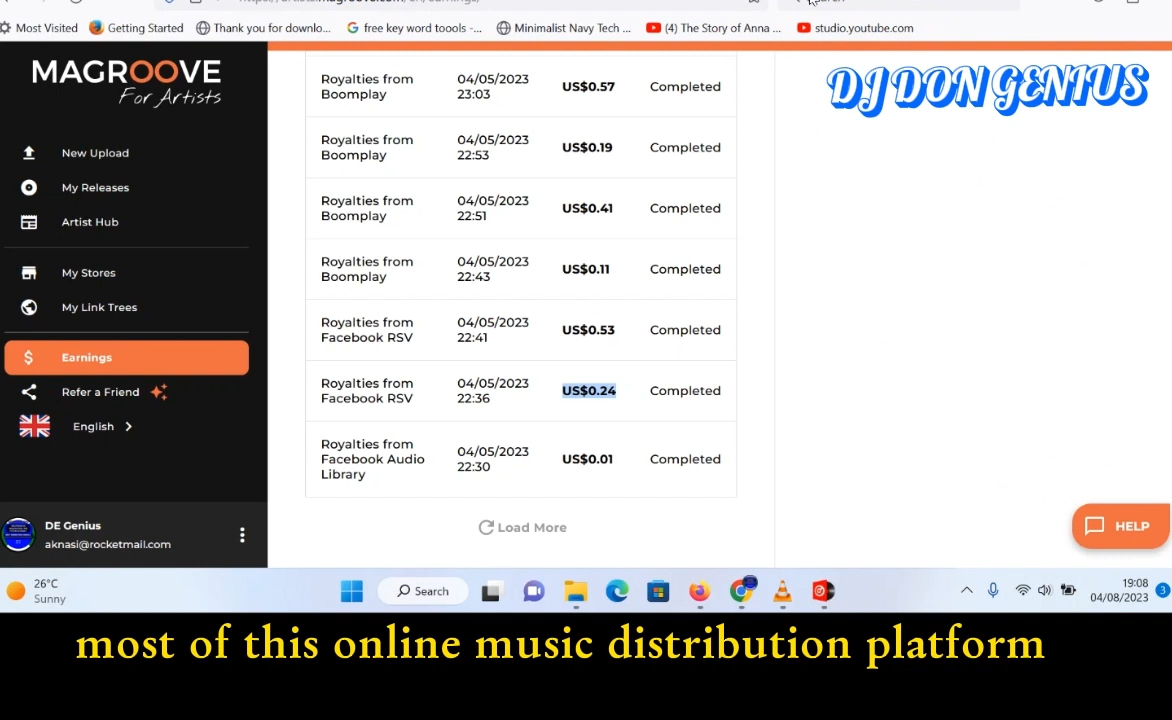 Most Visited Getting Started Thank you for downlo... free key word toools -... Minimalist Navy Tech ... (4) The Story of Anna ... studio.youtube.com
MAGROOVE
For Artists
New Upload
My Releases
Artist Hub
My Stores
My Link Trees
Earnings
Refer a Friend
English
DE Genius
aknasi@rocketmail.com
Royalties from
Boomplay
04/05/2023
23:03
US$0.57
Completed
Royalties from
Boomplay
04/05/2023
22:53
US$0.19
Completed
Royalties from
Boomplay
04/05/2023
22:51
US$0.41
Completed
Royalties from
Boomplay
04/05/2023
22:43
US$0.11
Completed
Royalties from
Facebook RSV
04/05/2023
22:41
US$0.53
Completed
Royalties from
Facebook RSV
04/05/2023
22:36
US$0.24
Completed
Royalties from
Facebook Audio
Library
04/05/2023
22:30
US$0.01
Completed
Load More
DJ DON GENIUS
HELP
26°C
Sunny
Search
19:08
04/08/2023
3
most of this online music distribution platform